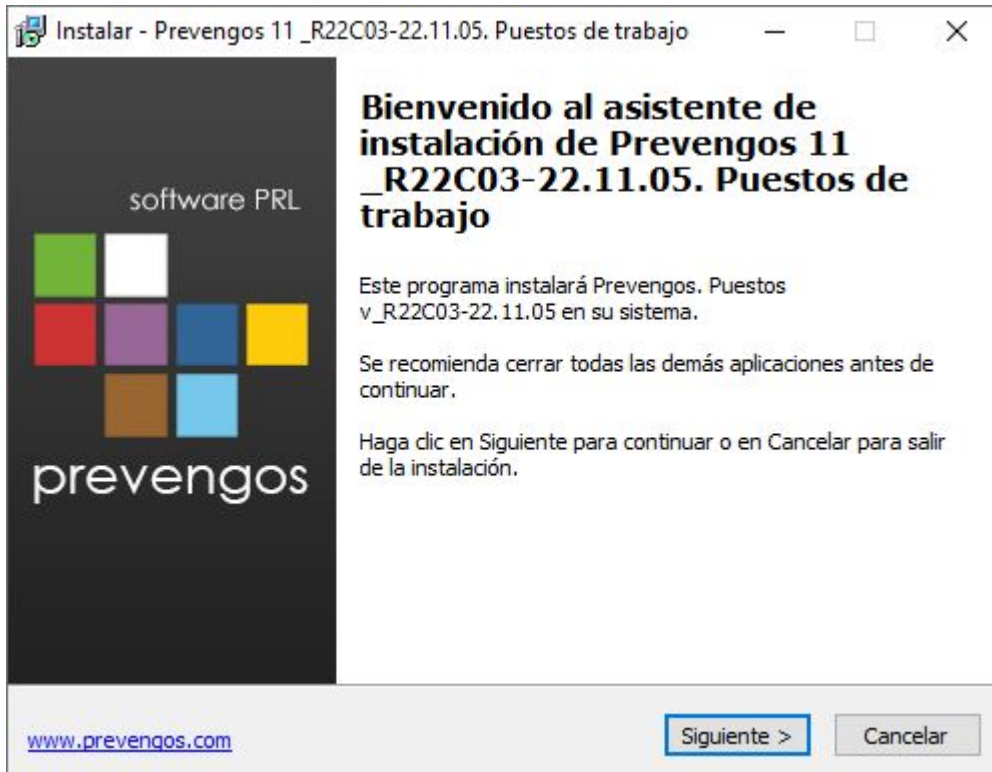 Instalar - Prevengos 11 _R22C03-22.11.05. Puestos de trabajo
software PRL
prevengos
Bienvenido al asistente de
instalación de Prevengos 11
_R22C03-22.11.05. Puestos de
trabajo
Este programa instalará Prevengos. Puestos
v_R22C03-22.11.05 en su sistema.
Se recomienda cerrar todas las demás aplicaciones antes de
continuar.
Haga clic en Siguiente para continuar o en Cancelar para salir
de la instalación.
www.prevengos.com
Siguiente >
Cancelar